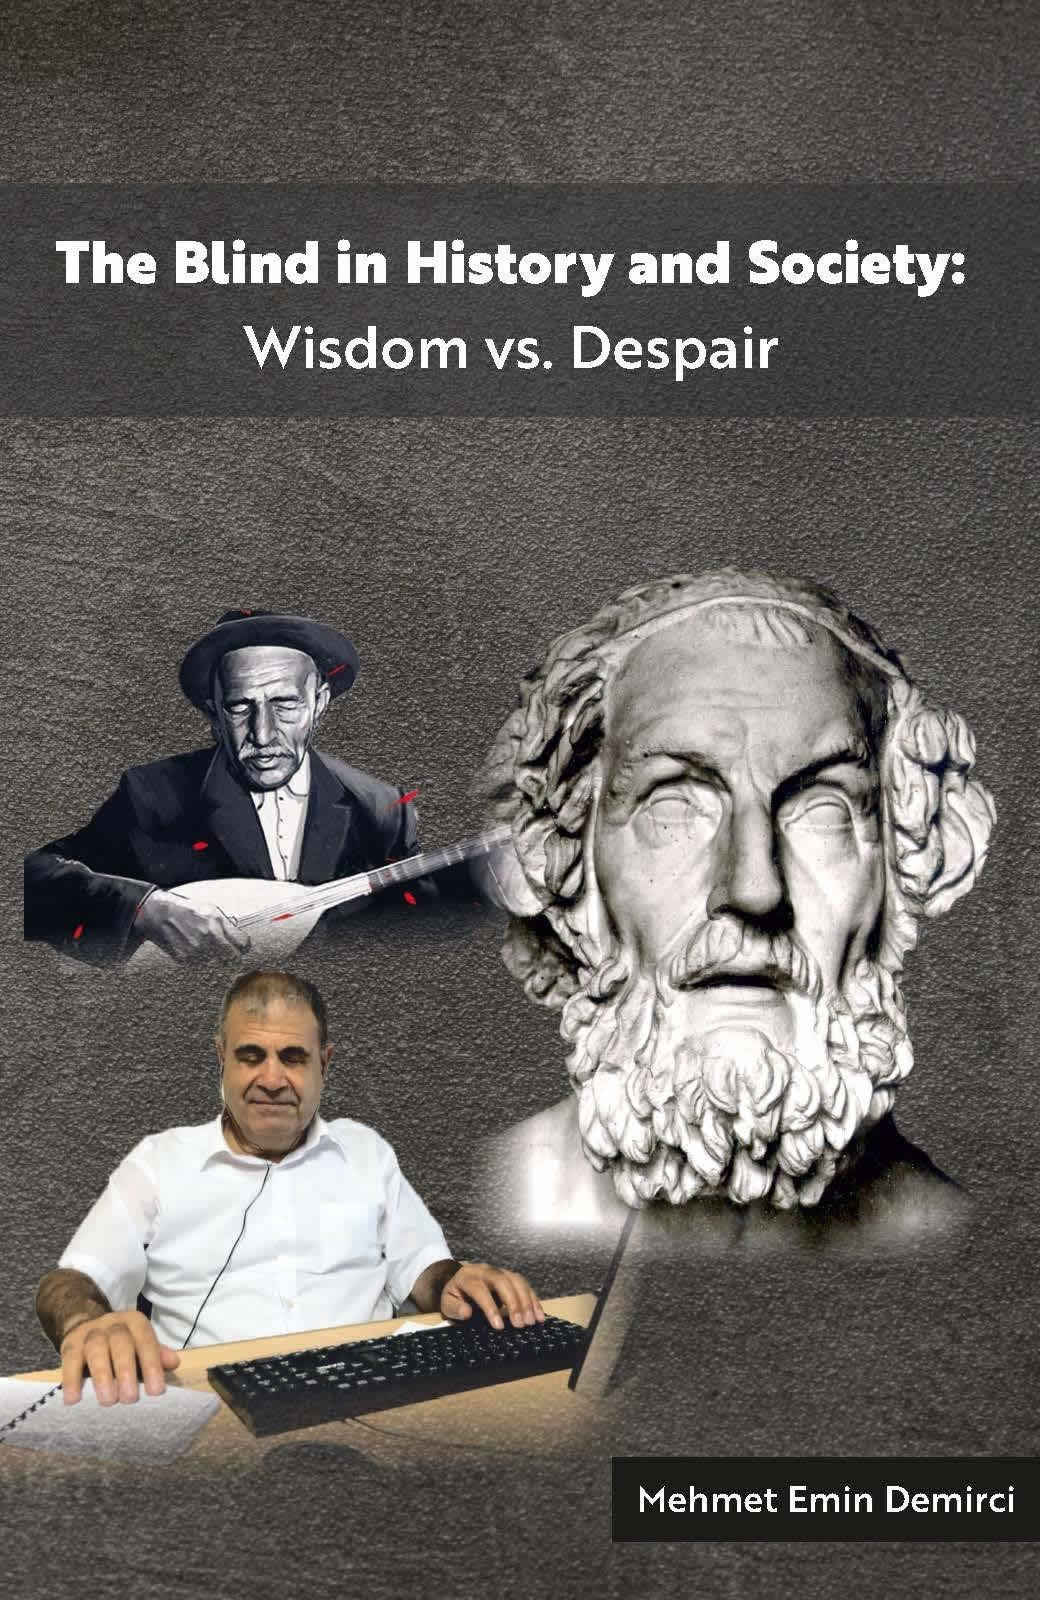 The Blind in History and Society:
Wisdom vs. Despair
Mehmet Emin Demirci